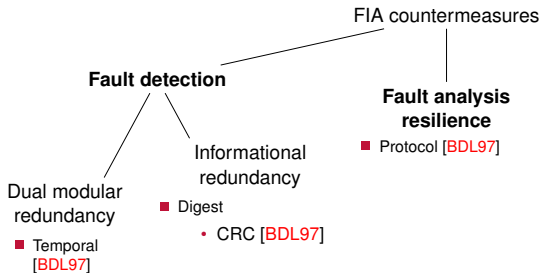 FIA countermeasures
Fault detection
Fault analysis
resilience
Protocol [BDL97]
Informational
redundancy
Digest
CRC [BDL97]
Dual modular
redundancy
Temporal
[BDL97]